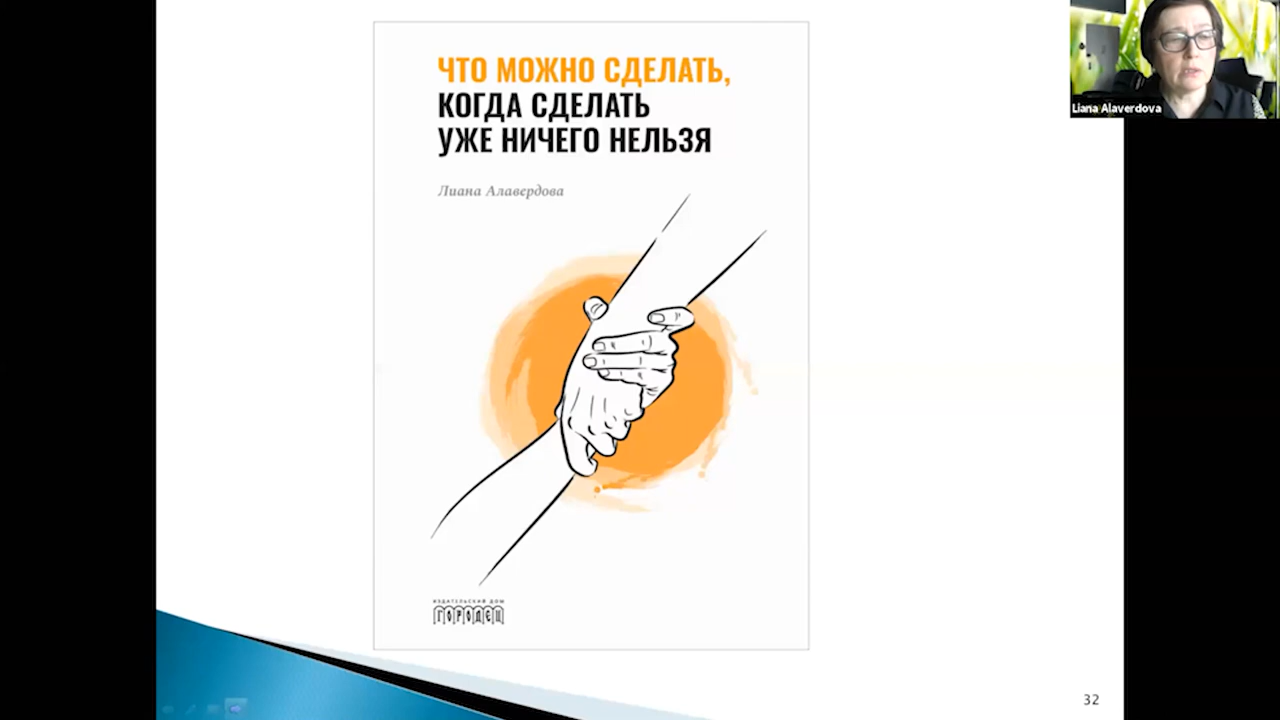 ЧТО МОЖНО СДЕЛАТЬ,
КОГДА СДЕЛАТЬ
УЖЕ НИЧЕГО НЕЛЬЗЯ
Лиана Алавердова
ИЗДАТЕЛЬСКИЙ ДОМ
ГОРОДЕЦ
Liana Alaverdova
32